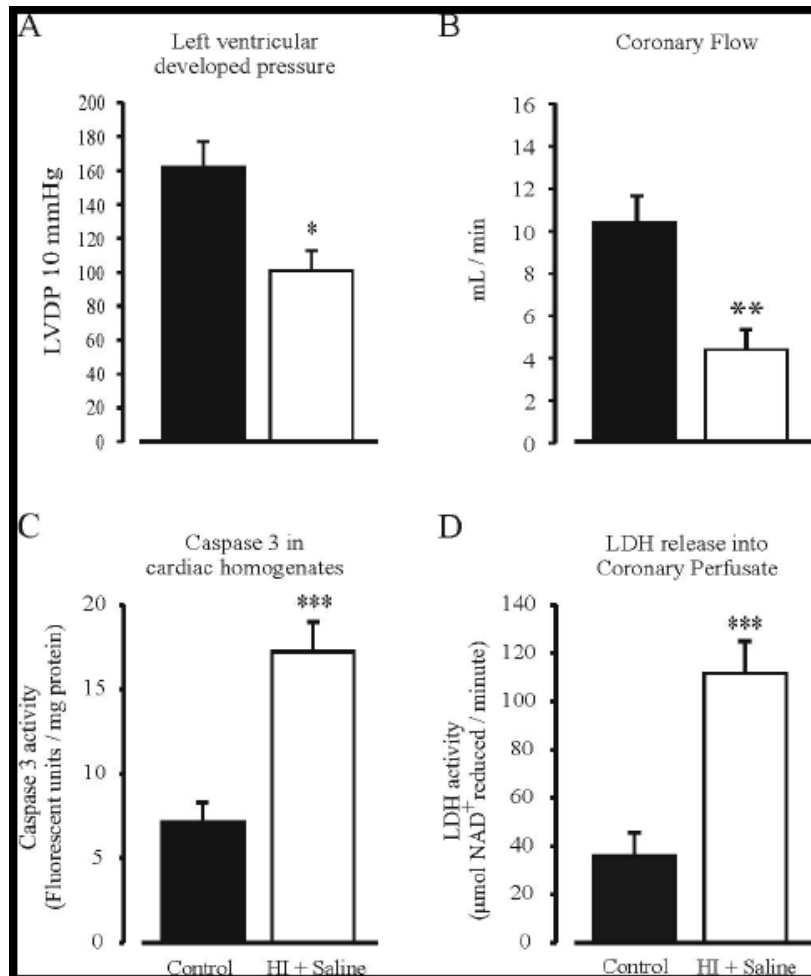 A
Left ventricular
developed pressure
LVDP 10 mmHg
200
180
160
140
120
100
80
60
40
20
0
*
B
Coronary Flow
mL / min
16
14
12
10
8
6
4
2
0
**
C
Caspase 3 in
cardiac homogenates
Caspase 3 activity
(Fluorescent units / mg protein)
20
15
10
5
0
***
Control
HI + Saline
D
LDH release into
Coronary Perfusate
LDH activity
(µmol NAD+reduced / minute)
140
120
100
80
60
40
20
0
***
Control
HI + Saline